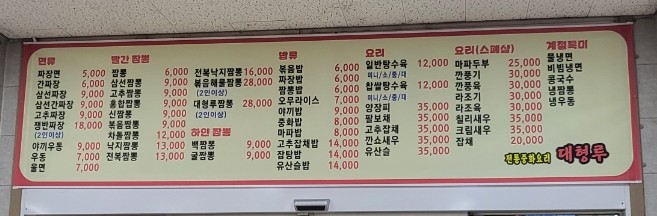 면류
짜장면 5,000
간짜장 6,000
삼선짜장 9,000
삼선간짜장 9,000
고추짜장 9,000
쟁반짜장 18,000
(2인이상)
야끼우동 9,000
우동 7,000
울면 7,000
빨간 짬뽕
짬뽕 6,000
삼선짬뽕 9,000
고추짬뽕 9,000
홍합짬뽕 9,000
신짬뽕 9,000
볶음짬뽕 9,000
차돌짬뽕 12,000
낙지짬뽕 13,000
전복짬뽕 13,000
전복낙지짬뽕 16,000
볶음해물짬뽕 28,000
(2인이상)
대형루짬뽕 28,000
(2인이상)
하얀 짬뽕
백짬뽕 9,000
굴짬뽕 9,000
밥류
볶음밥 6,000
짜장밥 6,000
짬뽕밥 6,000
오므라이스 7,000
야끼밥 9,000
중화밥 8,000
마파밥 8,000
고추잡채밥 14,000
잡탕밥 14,000
유산슬밥 14,000
요리
일반탕수육 12,000
미니/소/중/대
찹쌀탕수육 12,000
미니/소/중/대
양장피 35,000
팔보채 35,000
고추잡채 35,000
깐쇼새우 35,000
유산슬 35,000
요리(스페샬)
마파두부 25,000
깐풍기 30,000
깐풍육 30,000
라조기 30,000
라조육 30,000
칠리새우 35,000
크림새우 35,000
잡채 20,000
계절특미
물냉면
비빔냉면
콩국수
냉짬뽕
냉우동
전통중화요리 대형루